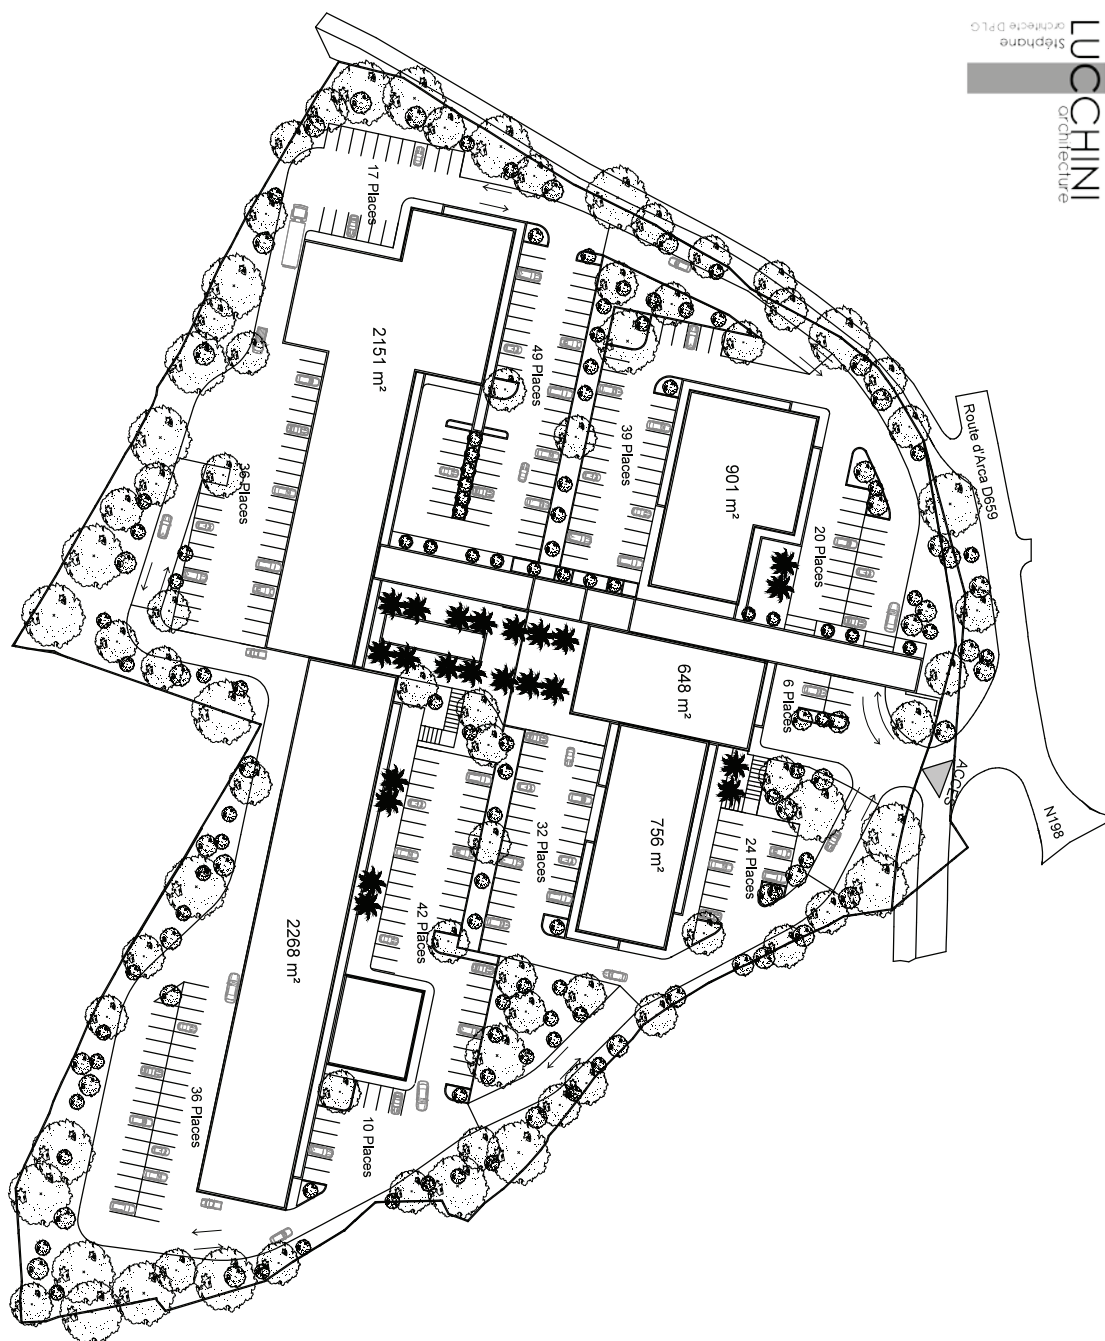 LUCCHINI
architecture
Stéphane
architecte DPLG
Route d'Arca D659
N198
ACCES
17 Places
2151 m²
49 Places
39 Places
901 m²
20 Places
36 Places
648 m²
6 Places
756 m²
24 Places
32 Places
42 Places
2268 m²
36 Places
10 Places